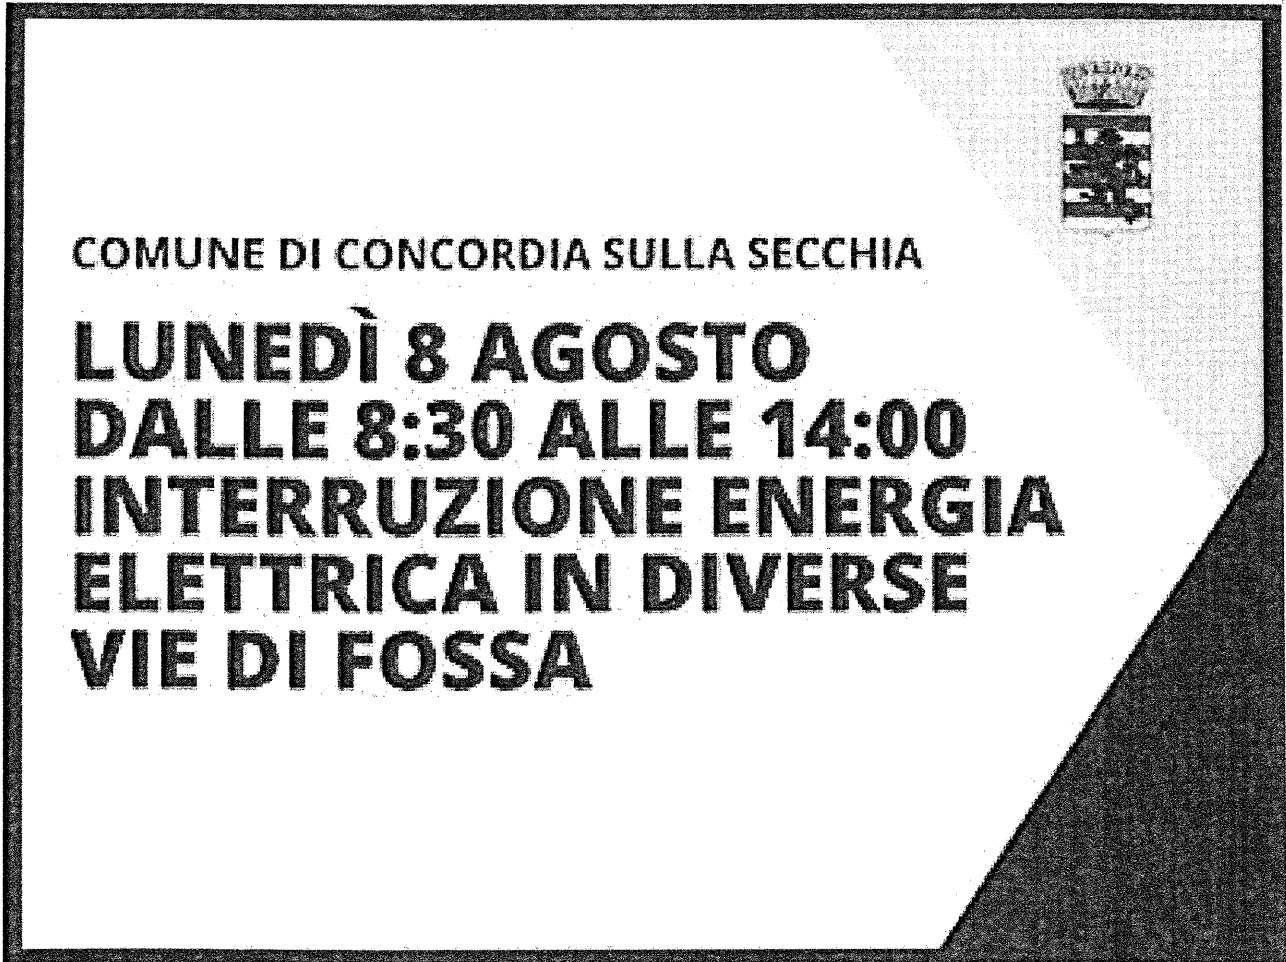 COMUNE DI CONCORDIA SULLA SECCHIA
LUNEDÌ 8 AGOSTO
DALLE 8:30 ALLE 14:00
INTERRUZIONE ENERGIA
ELETTRICA IN DIVERSE
VIE DI FOSSA